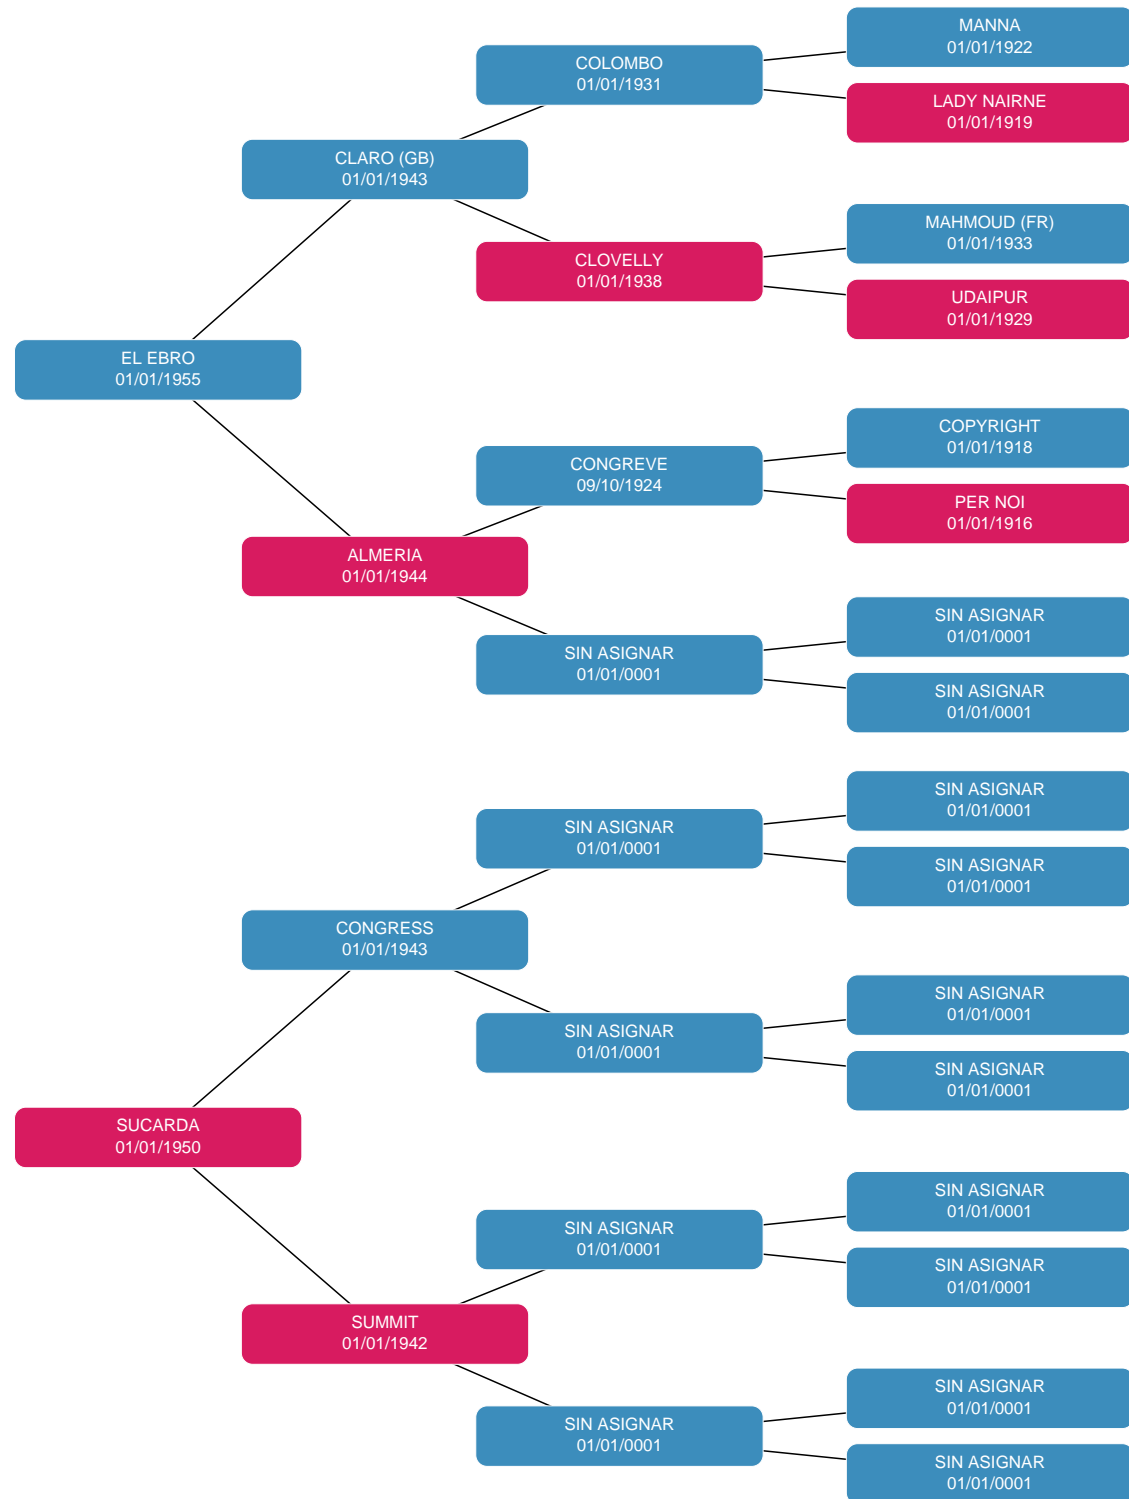 MANNA
01/01/1922
COLOMBO
01/01/1931
LADY NAIRNE
01/01/1919
CLARO (GB)
01/01/1943
MAHMOUD (FR)
01/01/1933
CLOVELLY
01/01/1938
UDAIPUR
01/01/1929
EL EBRO
01/01/1955
COPYRIGHT
01/01/1918
CONGREVE
09/10/1924
PER NOI
01/01/1916
ALMERIA
01/01/1944
SIN ASIGNAR
01/01/0001
SIN ASIGNAR
01/01/0001
SIN ASIGNAR
01/01/0001
SIN ASIGNAR
01/01/0001
SIN ASIGNAR
01/01/0001
SIN ASIGNAR
01/01/0001
CONGRESS
01/01/1943
SIN ASIGNAR
01/01/0001
SIN ASIGNAR
01/01/0001
SIN ASIGNAR
01/01/0001
SUCARDA
01/01/1950
SIN ASIGNAR
01/01/0001
SIN ASIGNAR
01/01/0001
SIN ASIGNAR
01/01/0001
SUMMIT
01/01/1942
SIN ASIGNAR
01/01/0001
SIN ASIGNAR
01/01/0001
SIN ASIGNAR
01/01/0001